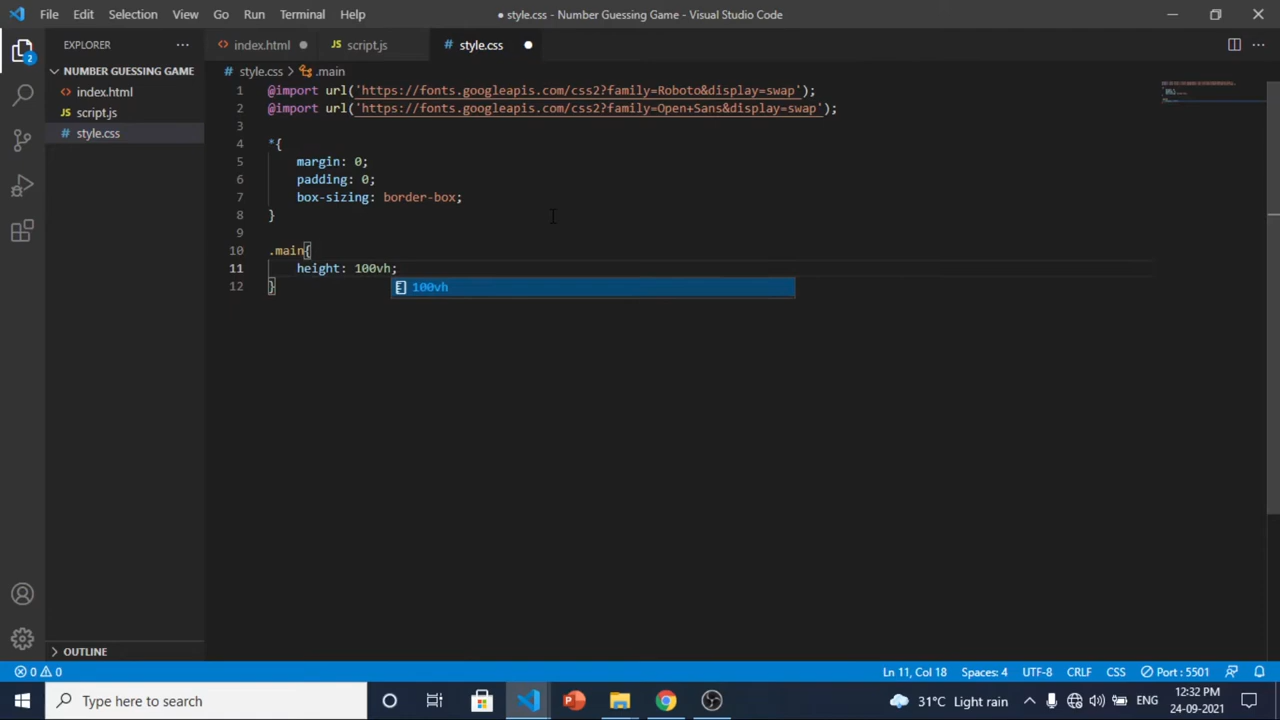 File Edit Selection View Go Run Terminal Help
● style.css - Number Guessing Game - Visual Studio Code
EXPLORER
index.html
JS script.js
# style.css
NUMBER GUESSING GAME
# style.css > .main
index.html
JS script.js
# style.css
1 @import url('https://fonts.googleapis.com/css2?family=Roboto&display=swap');
2 @import url('https://fonts.googleapis.com/css2?family=Open+Sans&display=swap');
3
4 *{
5 margin: 0;
6 padding: 0;
7 box-sizing: border-box;
8 }
9
10 .main{
11 height: 100vh;
12 }
100vh
2
OUTLINE
0 0
Ln 11, Col 18 Spaces: 4 UTF-8 CRLF CSS Port : 5501
Type here to search
31°C Light rain
ENG
12:32 PM
24-09-2021